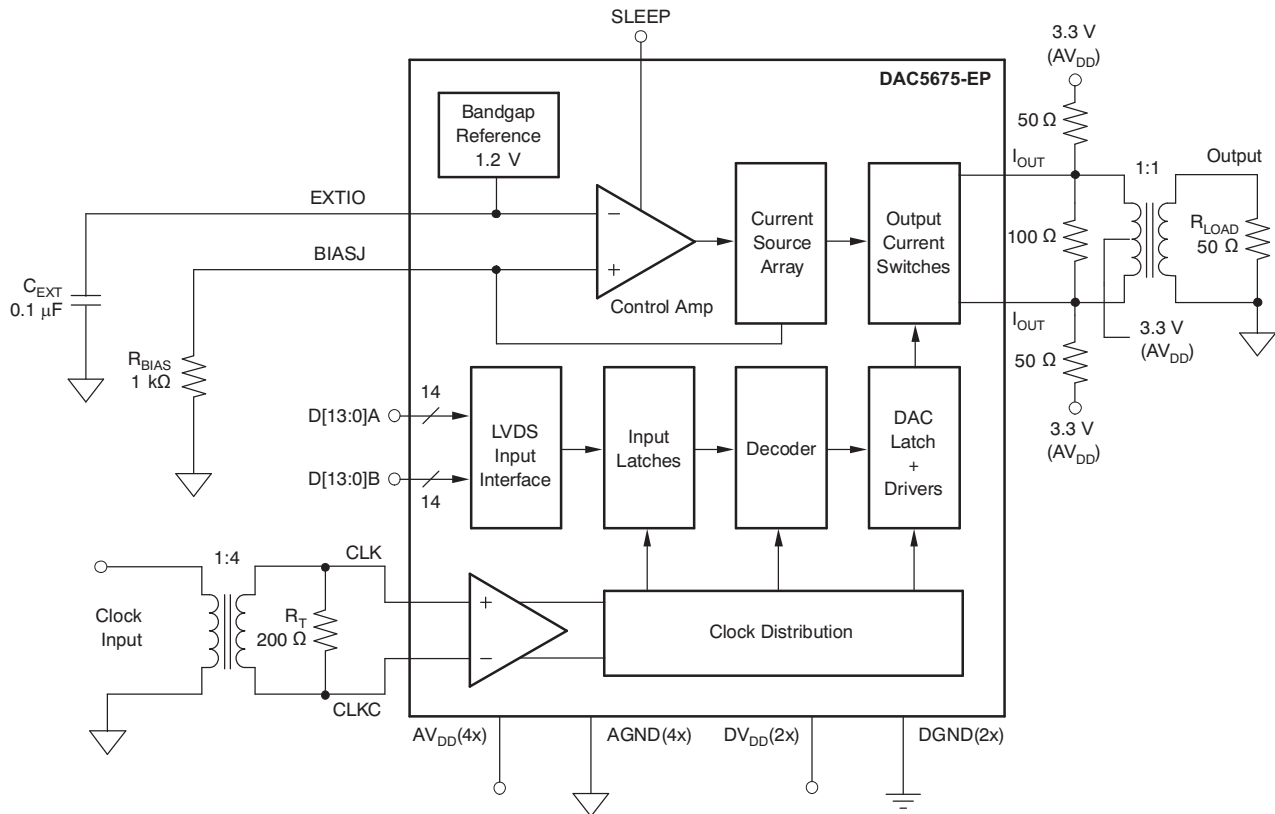 SLEEP
DAC5675-EP
3.3 V
(AVDD)
50 Ω
Bandgap
Reference
1.2 V
EXTIO
−
BIASJ
+
Control Amp
Current
Source
Array
Output
Current
Switches
IOUT
1:1
Output
100 Ω
RLOAD
50 Ω
IOUT
3.3 V
(AVDD)
50 Ω
3.3 V
(AVDD)
CEXT
0.1 μF
RBIAS
1 kΩ
D[13:0]A
14
D[13:0]B
14
LVDS
Input
Interface
Input
Latches
Decoder
DAC
Latch
+
Drivers
1:4
CLK
Clock
Input
RT
200 Ω
CLKC
+
−
Clock Distribution
AVDD(4x)
AGND(4x)
DVDD(2x)
DGND(2x)